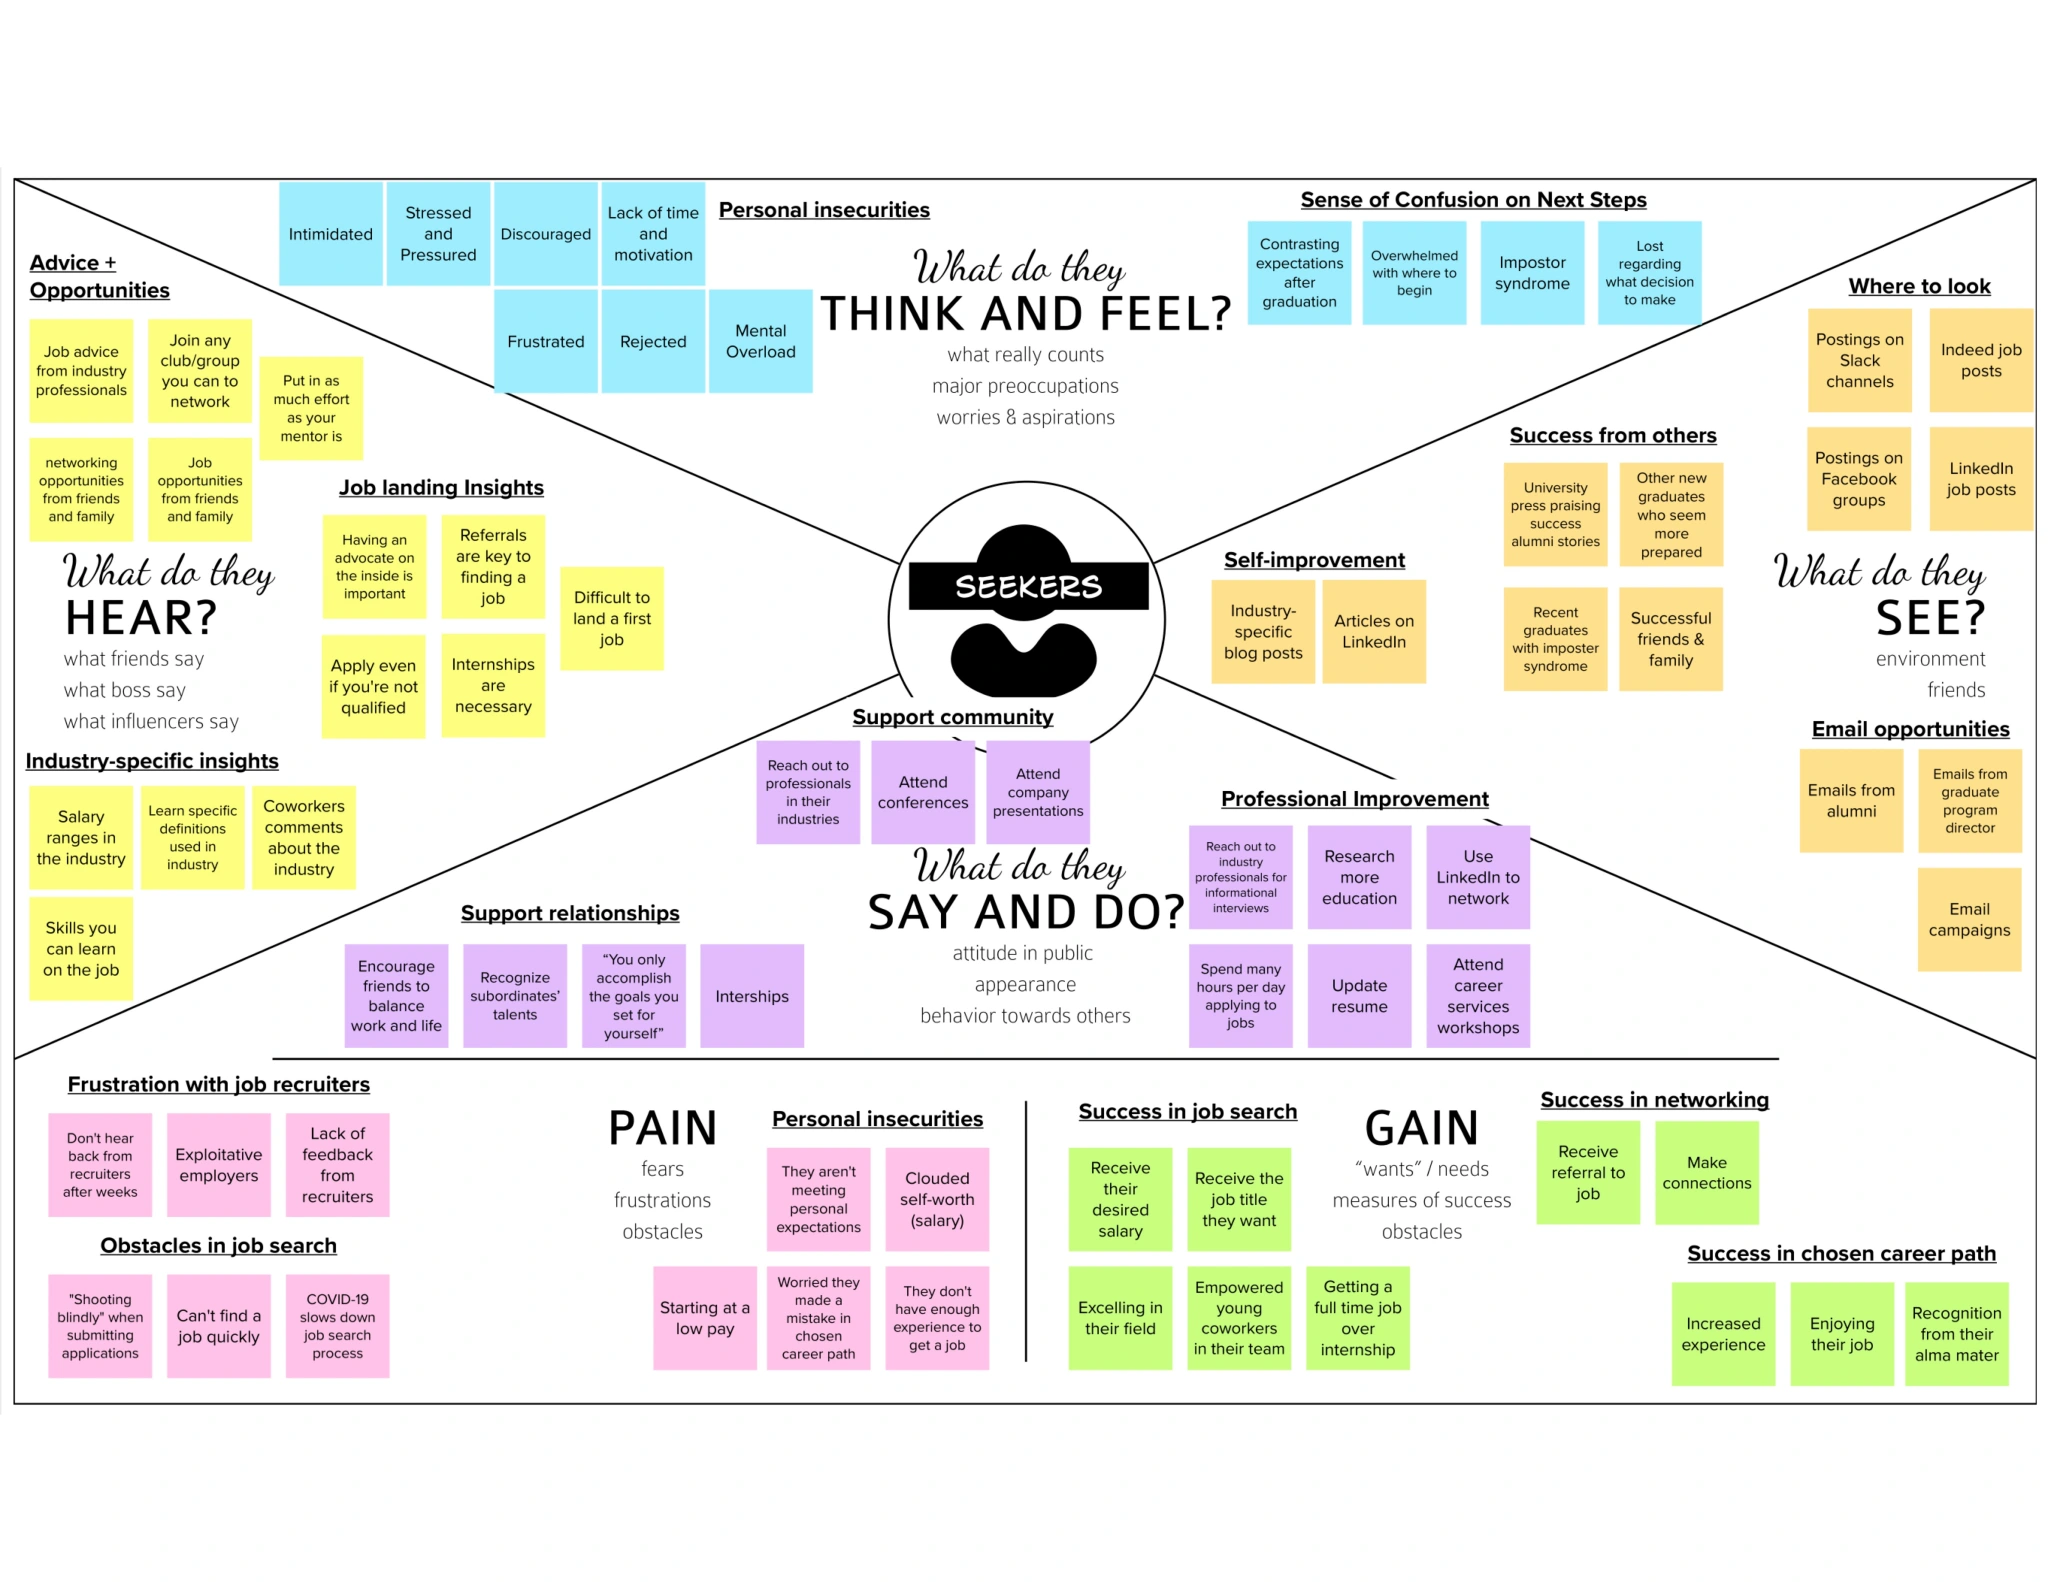 Personal insecurities
Intimidated
Stressed
and
Pressured
Discouraged
Lack of time
and
motivation
Frustrated
Rejected
Mental
Overload
What do they
THINK AND FEEL?
what really counts
major preoccupations
worries & aspirations
Sense of Confusion on Next Steps
Contrasting
expectations
after
graduation
Overwhelmed
with where to
begin
Impostor
syndrome
Lost
regarding
what decision
to make
Advice +
Opportunities
Job advice
from industry
professionals
Join any
club/group
you can to
network
Put in as
much effort
as your
mentor is
networking
opportunities
from friends
and family
Job
opportunities
from friends
and family
Job landing Insights
Having an
advocate on
the inside is
important
Referrals
are key to
finding a
job
Difficult to
land a first
job
Apply even
if you're not
qualified
Internships
are
necessary
What do they
HEAR?
what friends say
what boss say
what influencers say
Industry-specific insights
Salary
ranges in
the industry
Learn specific
definitions
used in
industry
Coworkers
comments
about the
industry
Skills you
can learn
on the job
SEEKERS
Where to look
Postings on
Slack
channels
Indeed job
posts
Postings on
Facebook
groups
LinkedIn
job posts
Success from others
University
press praising
success
alumni stories
Other new
graduates
who seem
more
prepared
Recent
graduates
with imposter
syndrome
Successful
friends &
family
Self-improvement
Industry-
specific
blog posts
Articles on
LinkedIn
What do they
SEE?
environment
friends
Email opportunities
Emails from
alumni
Emails from
graduate
program
director
Email
campaigns
Support community
Reach out to
professionals
in their
industries
Attend
conferences
Attend
company
presentations
What do they
SAY AND DO?
attitude in public
appearance
behavior towards others
Support relationships
Encourage
friends to
balance
work and life
Recognize
subordinates'
talents
“You only
accomplish
the goals you
set for
yourself”
Interships
Professional Improvement
Reach out to
industry
professionals for
informational
interviews
Research
more
education
Use
LinkedIn to
network
Spend many
hours per day
applying to
jobs
Update
resume
Attend
career
services
workshops
Frustration with job recruiters
Don't hear
back from
recruiters
after weeks
Exploitative
employers
Lack of
feedback
from
recruiters
Obstacles in job search
"Shooting
blindly" when
submitting
applications
Can't find a
job quickly
COVID-19
slows down
job search
process
PAIN
fears
frustrations
obstacles
Personal insecurities
They aren't
meeting
personal
expectations
Clouded
self-worth
(salary)
Starting at a
low pay
Worried they
made a
mistake in
chosen
career path
They don't
have enough
experience to
get a job
Success in job search
Receive
their
desired
salary
Receive the
job title
they want
Excelling in
their field
Empowered
young
coworkers
in their team
Getting a
full time job
over
internship
GAIN
“wants” / needs
measures of success
obstacles
Success in networking
Receive
referral to
job
Make
connections
Success in chosen career path
Increased
experience
Enjoying
their job
Recognition
from their
alma mater